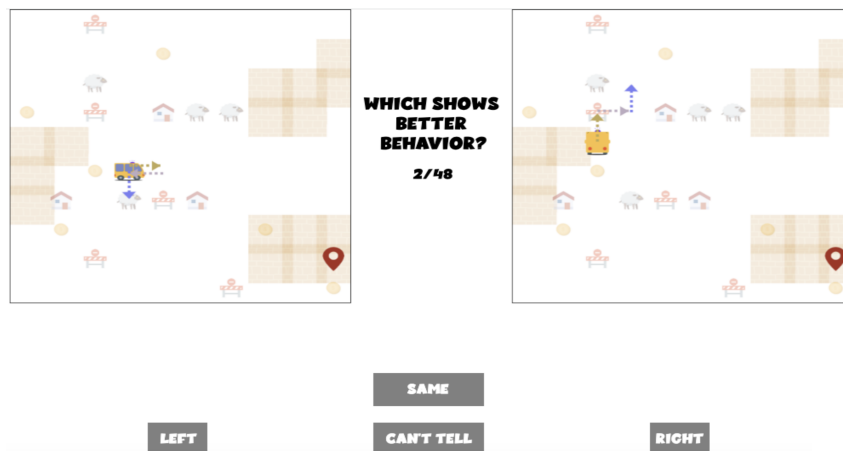 WHICH SHOWS
BETTER
BEHAVIOR?
2/48
SAME
LEFT
CAN'T TELL
RIGHT